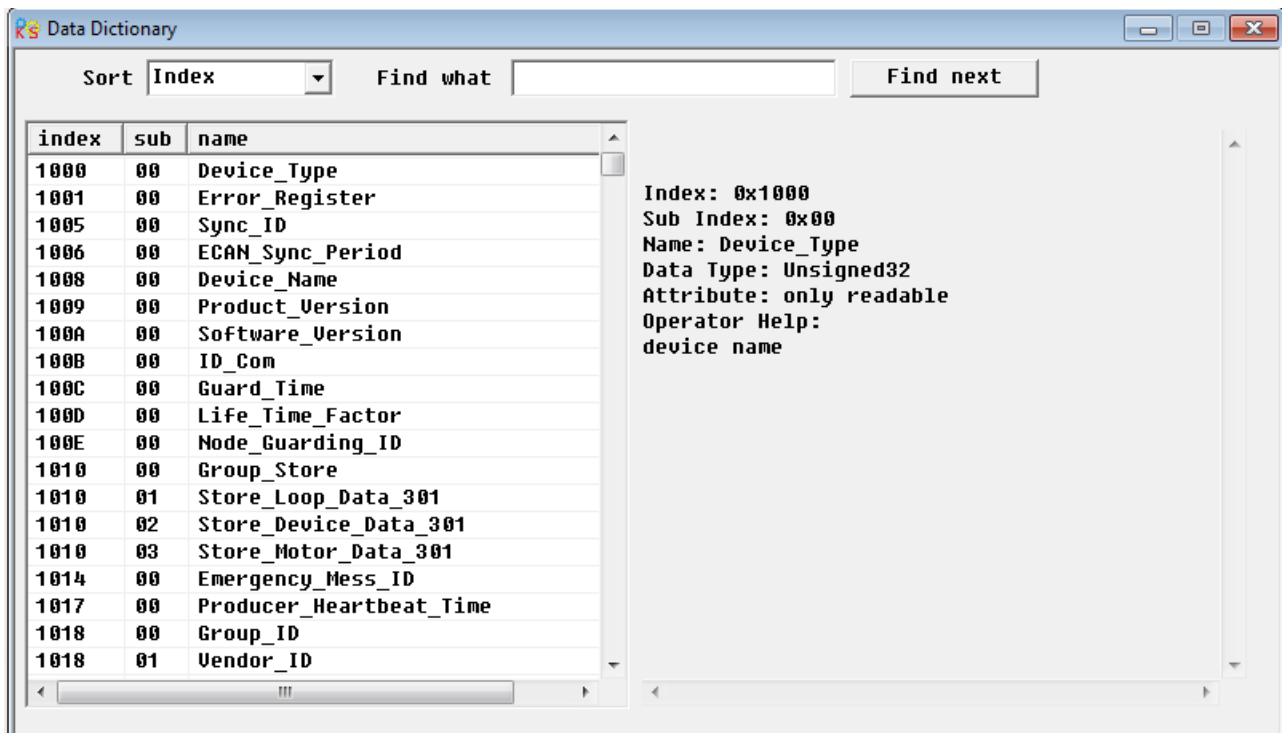 Data Dictionary
Sort Index Find what Find next
index sub name
1000 00 Device_Type
1001 00 Error_Register
1005 00 Sync_ID
1006 00 ECAN_Sync_Period
1008 00 Device_Name
1009 00 Product_Version
100A 00 Software_Version
100B 00 ID_Com
100C 00 Guard_Time
100D 00 Life_Time_Factor
100E 00 Node_Guarding_ID
1010 00 Group_Store
1010 01 Store_Loop_Data_301
1010 02 Store_Device_Data_301
1010 03 Store_Motor_Data_301
1014 00 Emergency_Mess_ID
1017 00 Producer_Heartbeat_Time
1018 00 Group_ID
1018 01 Vendor_ID
Index: 0x1000
Sub Index: 0x00
Name: Device_Type
Data Type: Unsigned32
Attribute: only readable
Operator Help:
device name